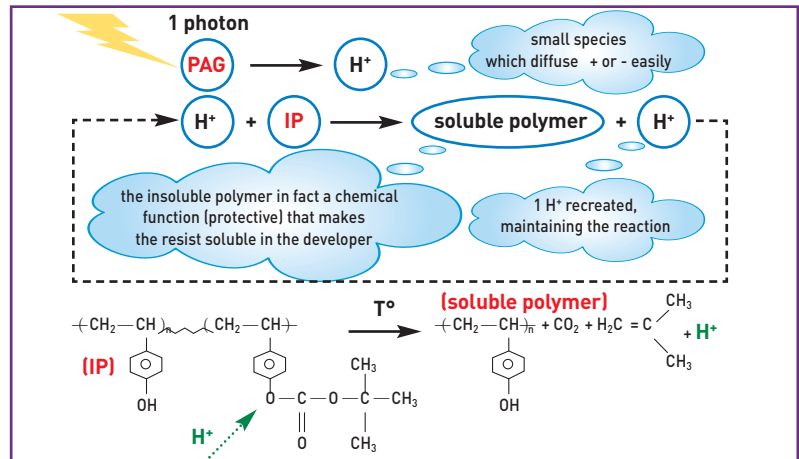 1 photon
PAG
H⁺
small species
which diffuse + or - easily
H⁺ + IP
soluble polymer + H⁺
the insoluble polymer in fact a chemical
function (protective) that makes
the resist soluble in the developer
1 H⁺ recreated,
maintaining the reaction
T°
(soluble polymer)
(CH₂—CH)ₙ (CH₂—CH)
(CH₂—CH)ₙ + CO₂ + H₂C = C
CH₃
CH₃
+ H⁺
(IP)
OH
O—C—O—C—CH₃
O
CH₃
CH₃
OH
H⁺